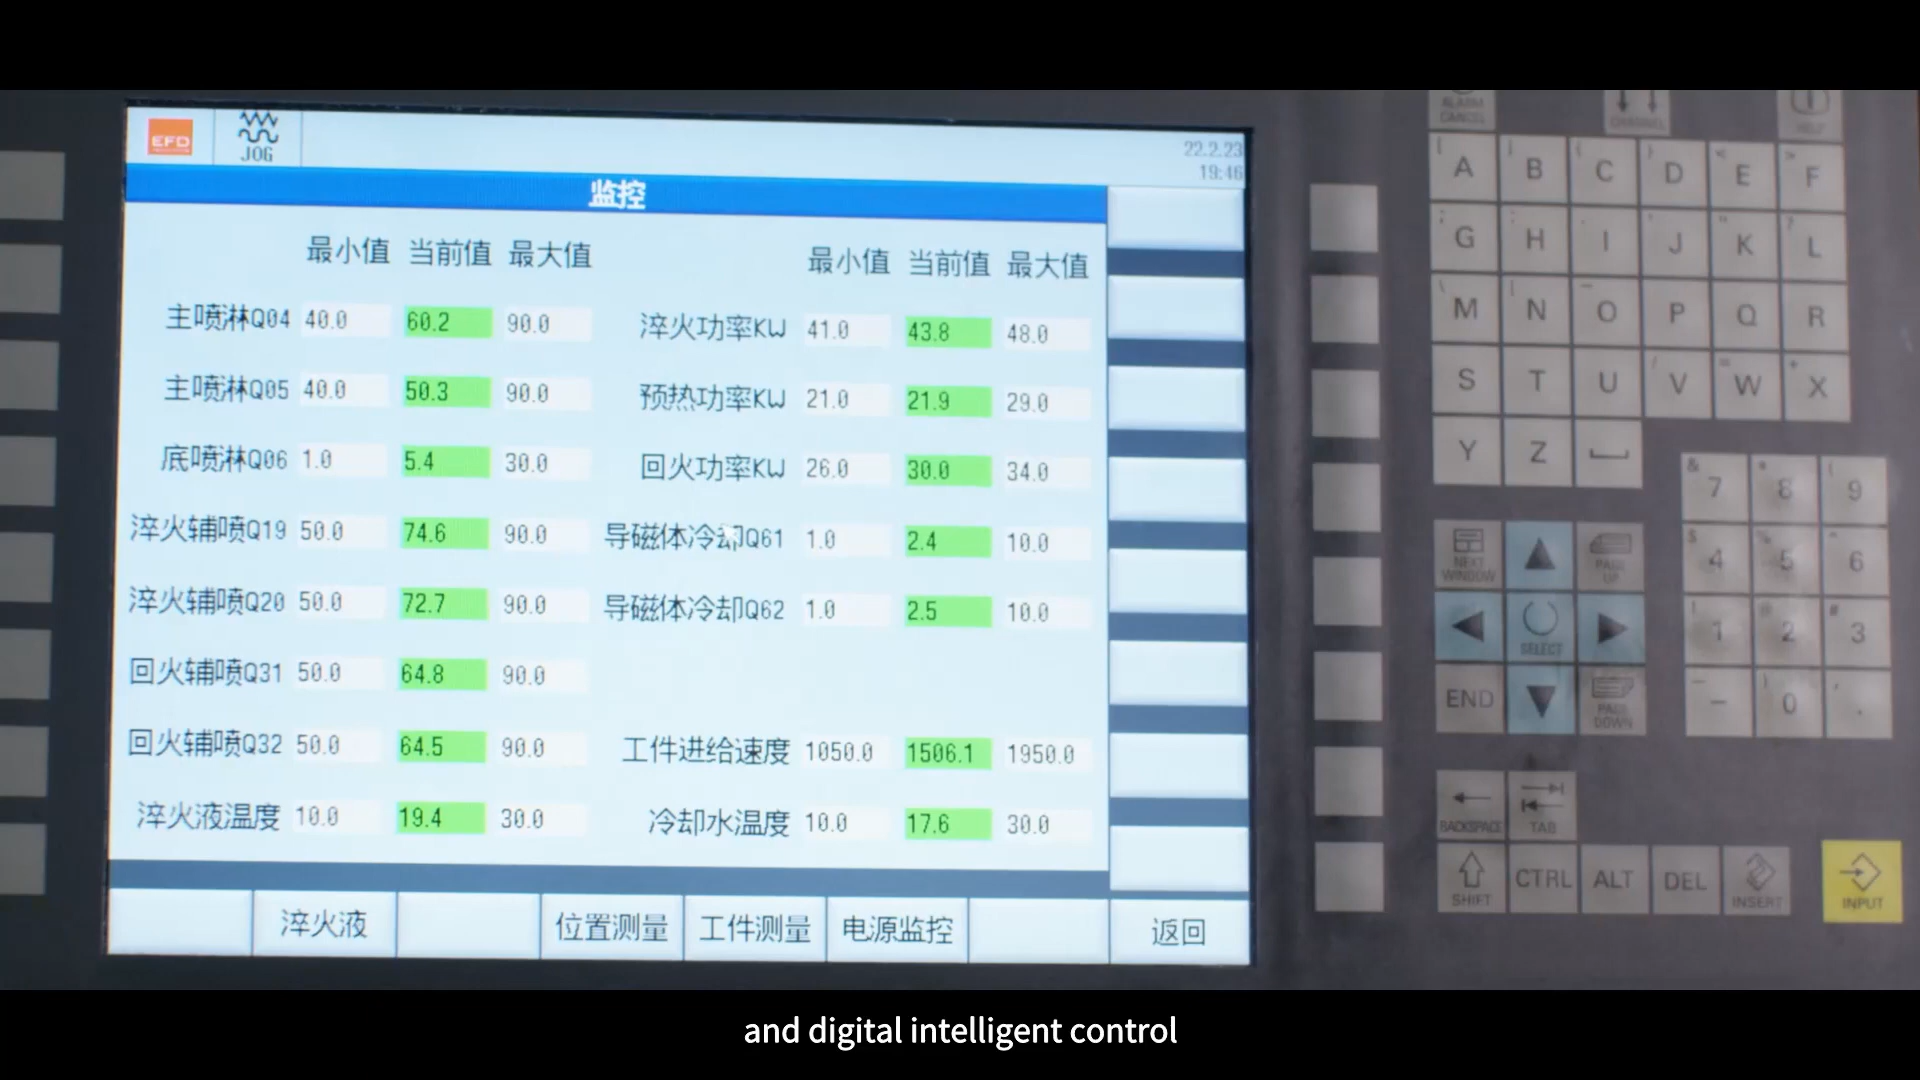 EFD
JOG
22.2.23
19:46
监控
最小值 当前值 最大值
最小值 当前值 最大值
主喷淋Q04 40.0 60.2 90.0
淬火功率KW 41.0 43.8 48.0
主喷淋Q05 40.0 50.3 90.0
预热功率KW 21.0 21.9 29.0
底喷淋Q06 1.0 5.4 30.0
回火功率KW 26.0 30.0 34.0
淬火辅喷Q19 50.0 74.6 90.0
导磁体冷却Q61 1.0 2.4 10.0
淬火辅喷Q20 50.0 72.7 90.0
导磁体冷却Q62 1.0 2.5 10.0
回火辅喷Q31 50.0 64.8 90.0
回火辅喷Q32 50.0 64.5 90.0
工件进给速度 1050.0 1506.1 1950.0
淬火液温度 10.0 19.4 30.0
冷却水温度 10.0 17.6 30.0
淬火液 位置测量 工件测量 电源监控 返回
ALARM CANCEL CHANNEL HELP
A B C D E F
G H I J K L
M N O P Q R
S T U V W X
Y Z
7 8 9
4 5 6
1 2 3
- 0 .
NEXT WINDOW PAGE UP
SELECT
END PAGE DOWN
BACKSPACE TAB
SHIFT CTRL ALT DEL INSERT INPUT
and digital intelligent control